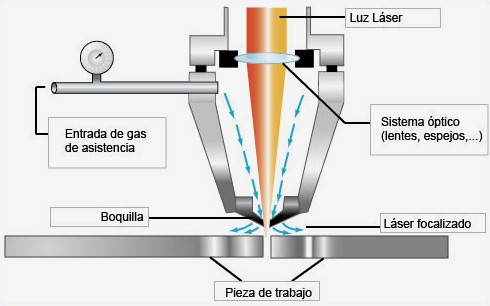 Luz Láser
Entrada de gas
de asistencia
Sistema óptico
(lentes, espejos,...)
Boquilla
Láser focalizado
Pieza de trabajo